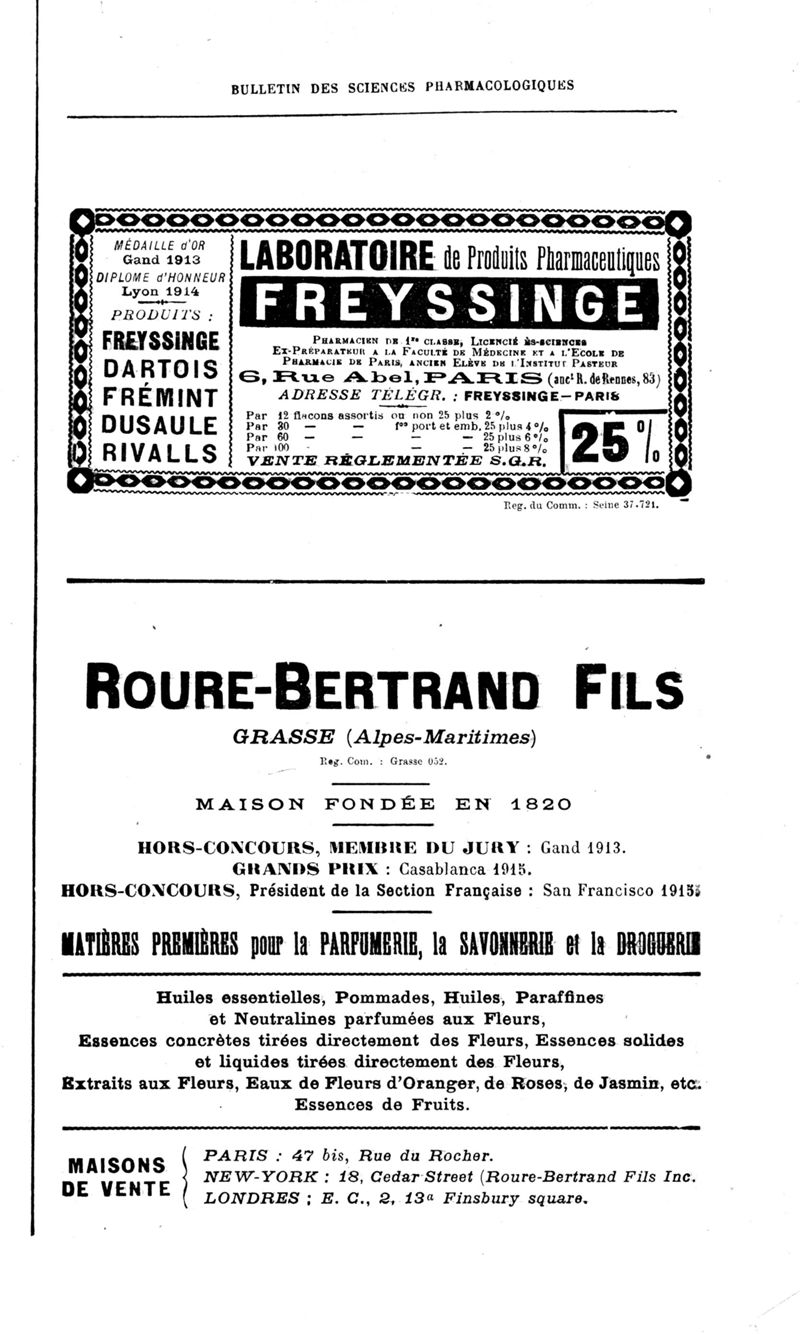 BULLETIN DES SCIENCES PHARMACOLOGIQUES
MÉDAILLE d'OR
Gand 1913
DIPLOME d'HONNEUR
Lyon 1914
PRODUITS :
FREYSSINGE
DARTOIS
FRÉMINT
DUSAULE
RIVALLS
LABORATOIRE de Produits Pharmaceutiques
FREYSSINGE
PHARMACIEN DE 1re CLASSE, LICENCIÉ ÈS-SCIENCES
EX-PRÉPARATEUR A LA FACULTÉ DE MÉDECINE ET A L'ECOLE DE
PHARMACIE DE PARIS, ANCIEN ELÈVE DE L'INSTITUT PASTEUR
6, Rue Abel, PARIS (anct R. de Rennes, 83)
ADRESSE TÉLÉGR. : FREYSSINGE—PARIS
Par 12 flacons assortis ou non 25 plus 2 %
Par 30 — — fco port et emb. 25 plus 4 %
Par 60 — — — — 25 plus 6 %
Par 100 - — — 25 plus 8 %
VENTE RÈGLEMENTÉE S.G.R.
25 %
Reg. du Comm. : Seine 37.721.
ROURE-BERTRAND FILS
GRASSE (Alpes-Maritimes)
Reg. Com. : Grasse 052.
MAISON FONDÉE EN 1820
HORS-CONCOURS, MEMBRE DU JURY : Gand 1913.
GRANDS PRIX : Casablanca 1915.
HORS-CONCOURS, Président de la Section Française : San Francisco 1915.
MATIÈRES PREMIÈRES pour la PARFUMERIE, la SAVONNERIE et la DROGUERIE
Huiles essentielles, Pommades, Huiles, Paraffines
et Neutralines parfumées aux Fleurs,
Essences concrètes tirées directement des Fleurs, Essences solides
et liquides tirées directement des Fleurs,
Extraits aux Fleurs, Eaux de Fleurs d'Oranger, de Roses, de Jasmin, etc.
Essences de Fruits.
MAISONS
DE VENTE
PARIS : 47 bis, Rue du Rocher.
NEW-YORK : 18, Cedar Street (Roure-Bertrand Fils Inc.
LONDRES ; E. C., 2, 13a Finsbury square.